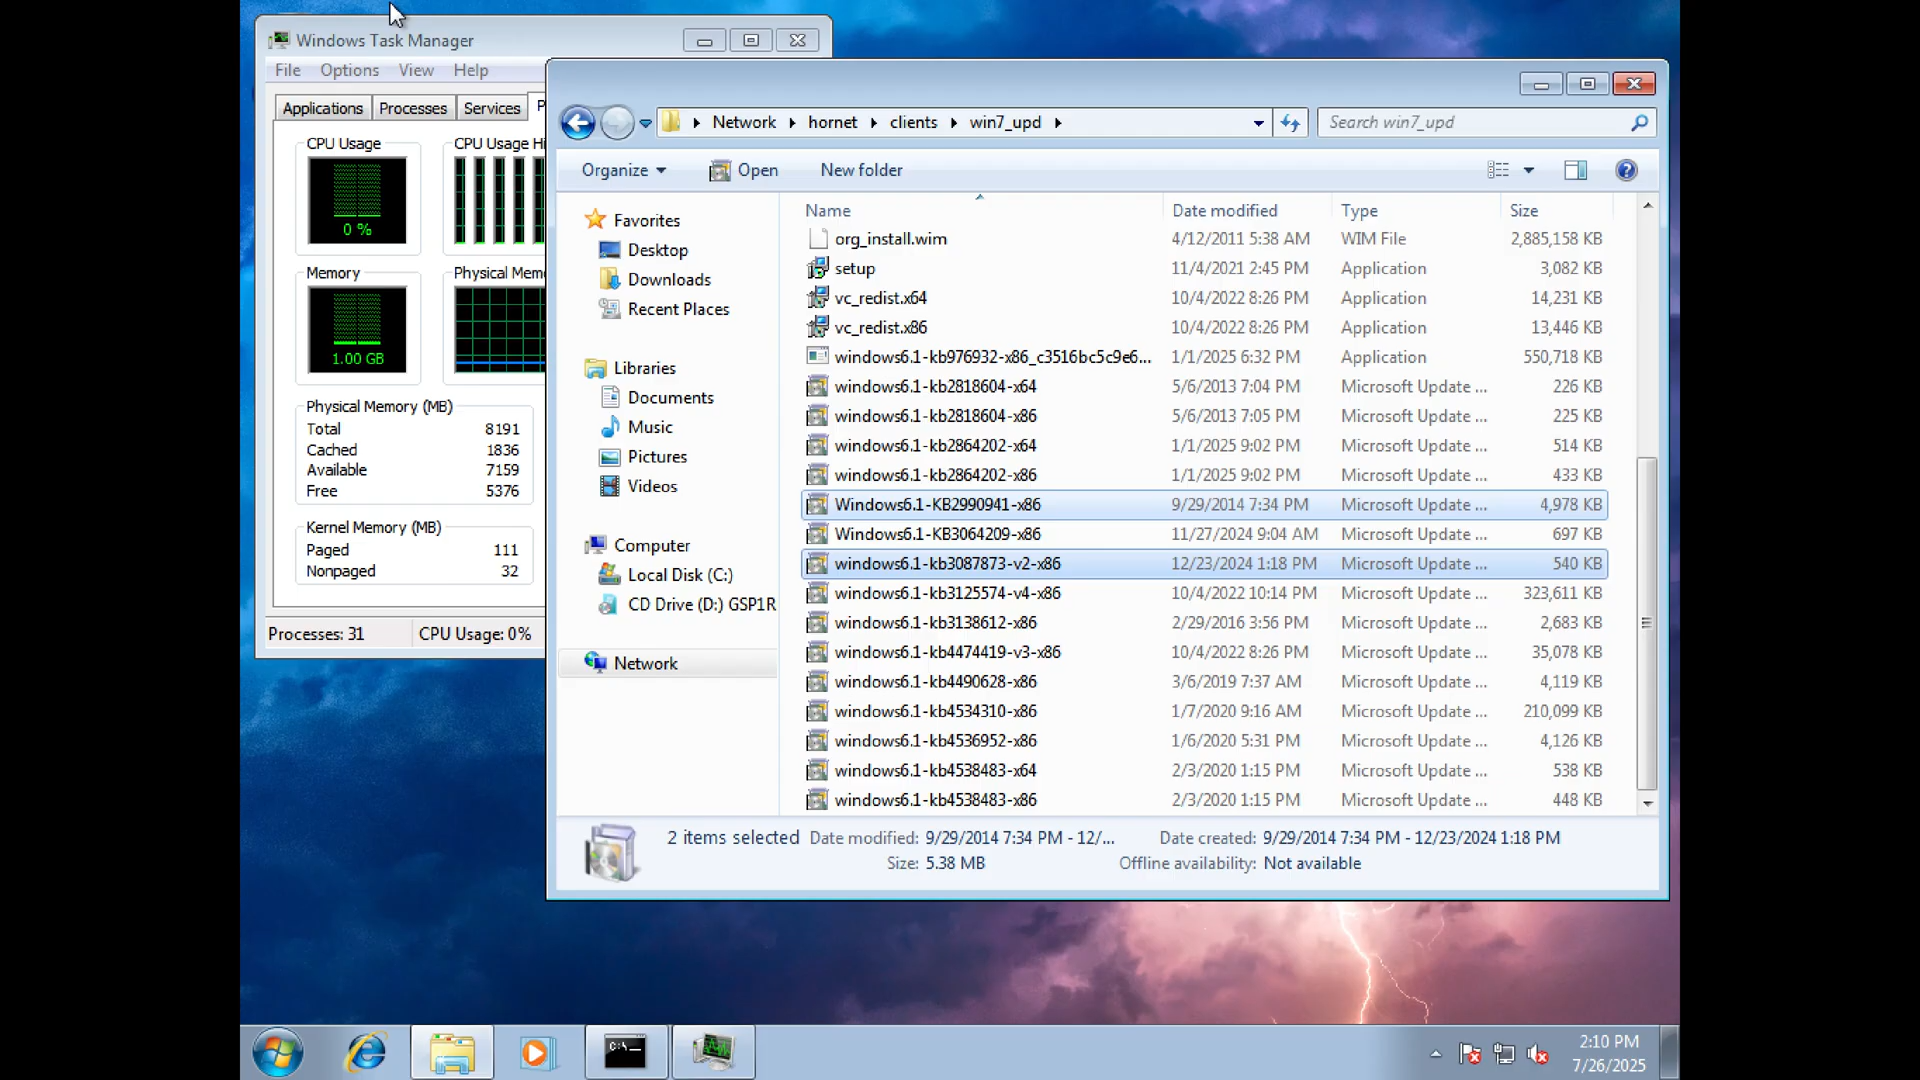 Windows Task Manager
File Options View Help
Applications Processes Services P
CPU Usage
CPU Usage Hi
0 %
Memory
Physical Memo
1.00 GB
Physical Memory (MB)
Total 8191
Cached 1836
Available 7159
Free 5376
Kernel Memory (MB)
Paged 111
Nonpaged 32
Processes: 31 CPU Usage: 0%
Network hornet clients win7_upd
Search win7_upd
Organize Open New folder
Favorites
Desktop
Downloads
Recent Places
Libraries
Documents
Music
Pictures
Videos
Computer
Local Disk (C:)
CD Drive (D:) GSP1R
Network
Name Date modified Type Size
org_install.wim 4/12/2011 5:38 AM WIM File 2,885,158 KB
setup 11/4/2021 2:45 PM Application 3,082 KB
vc_redist.x64 10/4/2022 8:26 PM Application 14,231 KB
vc_redist.x86 10/4/2022 8:26 PM Application 13,446 KB
windows6.1-kb976932-x86_c3516bc5c9e6... 1/1/2025 6:32 PM Application 550,718 KB
windows6.1-kb2818604-x64 5/6/2013 7:04 PM Microsoft Update ... 226 KB
windows6.1-kb2818604-x86 5/6/2013 7:05 PM Microsoft Update ... 225 KB
windows6.1-kb2864202-x64 1/1/2025 9:02 PM Microsoft Update ... 514 KB
windows6.1-kb2864202-x86 1/1/2025 9:02 PM Microsoft Update ... 433 KB
Windows6.1-KB2990941-x86 9/29/2014 7:34 PM Microsoft Update ... 4,978 KB
Windows6.1-KB3064209-x86 11/27/2024 9:04 AM Microsoft Update ... 697 KB
windows6.1-kb3087873-v2-x86 12/23/2024 1:18 PM Microsoft Update ... 540 KB
windows6.1-kb3125574-v4-x86 10/4/2022 10:14 PM Microsoft Update ... 323,611 KB
windows6.1-kb3138612-x86 2/29/2016 3:56 PM Microsoft Update ... 2,683 KB
windows6.1-kb4474419-v3-x86 10/4/2022 8:26 PM Microsoft Update ... 35,078 KB
windows6.1-kb4490628-x86 3/6/2019 7:37 AM Microsoft Update ... 4,119 KB
windows6.1-kb4534310-x86 1/7/2020 9:16 AM Microsoft Update ... 210,099 KB
windows6.1-kb4536952-x86 1/6/2020 5:31 PM Microsoft Update ... 4,126 KB
windows6.1-kb4538483-x64 2/3/2020 1:15 PM Microsoft Update ... 538 KB
windows6.1-kb4538483-x86 2/3/2020 1:15 PM Microsoft Update ... 448 KB
2 items selected Date modified: 9/29/2014 7:34 PM - 12/... Date created: 9/29/2014 7:34 PM - 12/23/2024 1:18 PM
Size: 5.38 MB Offline availability: Not available
C:\_
2:10 PM
7/26/2025